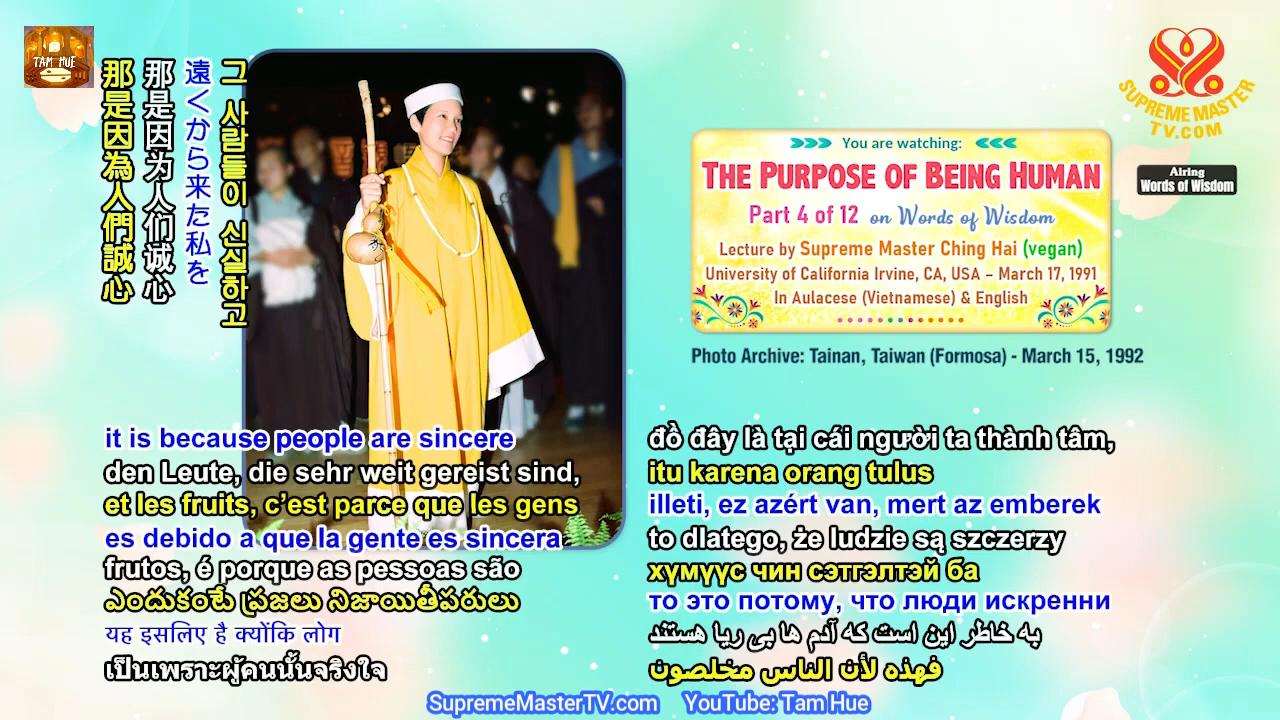 TAM HUE
那是因為人們誠心
那是因为人们诚心
遠くから来た私を
그 사람들이 신실하고
SUPREME MASTER
TV.COM
You are watching:
THE PURPOSE OF BEING HUMAN
Part 4 of 12 on Words of Wisdom
Lecture by Supreme Master Ching Hai (vegan)
University of California Irvine, CA, USA – March 17, 1991
In Aulacese (Vietnamese) & English
Airing
Words of Wisdom
Photo Archive: Tainan, Taiwan (Formosa) - March 15, 1992
it is because people are sincere
den Leute, die sehr weit gereist sind,
et les fruits, c’est parce que les gens
es debido a que la gente es sincera
frutos, é porque as pessoas são
ఎందుకంటే ప్రజలు నిజాయితీపరులు
यह इसलिए है क्योंकि लोग
เป็นเพราะผู้คนนั้นจริงใจ
đồ đây là tại cái người ta thành tâm,
itu karena orang tulus
illeti, ez azért van, mert az emberek
to dlatego, że ludzie są szczerzy
хүмүүс чин сэтгэлтэй ба
то это потому, что люди искренни
به خاطر این است که آدم ها بی ریا هستند
فهذه لأن الناس مخلصون
SupremeMasterTV.com YouTube: Tam Hue